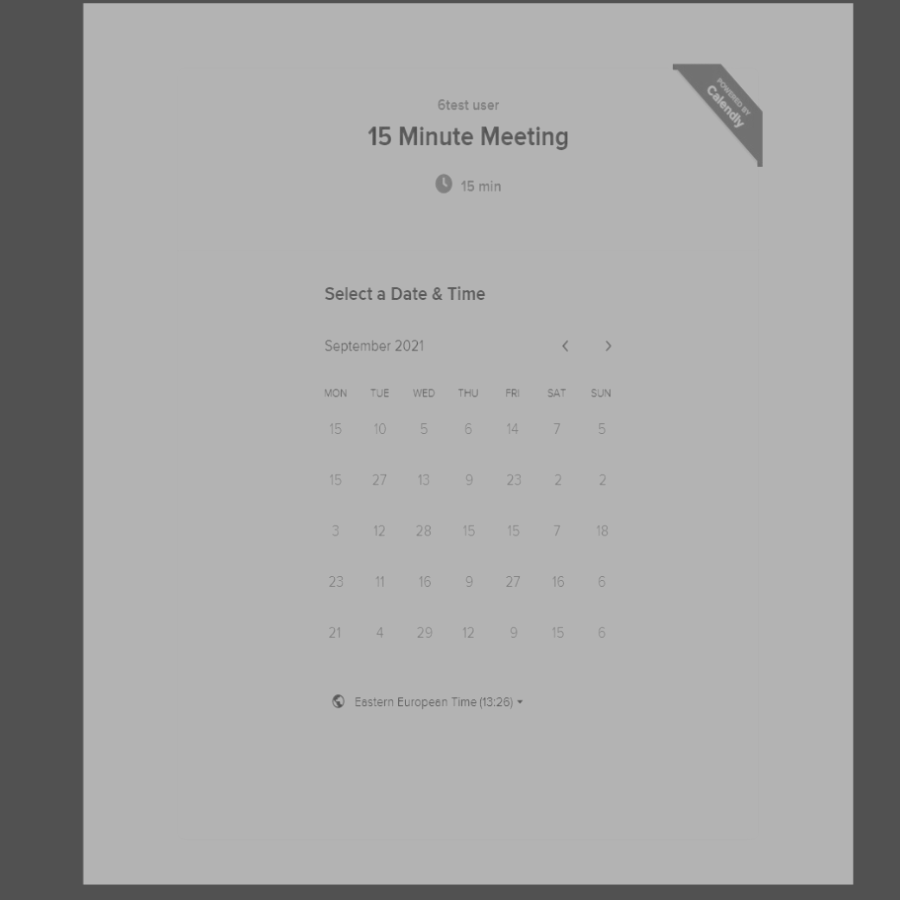 POWERED BY
Calendly
6test user
15 Minute Meeting
15 min
Select a Date & Time
September 2021
MON TUE WED THU FRI SAT SUN
15 10 5 6 14 7 5
15 27 13 9 23 2 2
3 12 28 15 15 7 18
23 11 16 9 27 16 6
21 4 29 12 9 15 6
Eastern European Time (13:26)